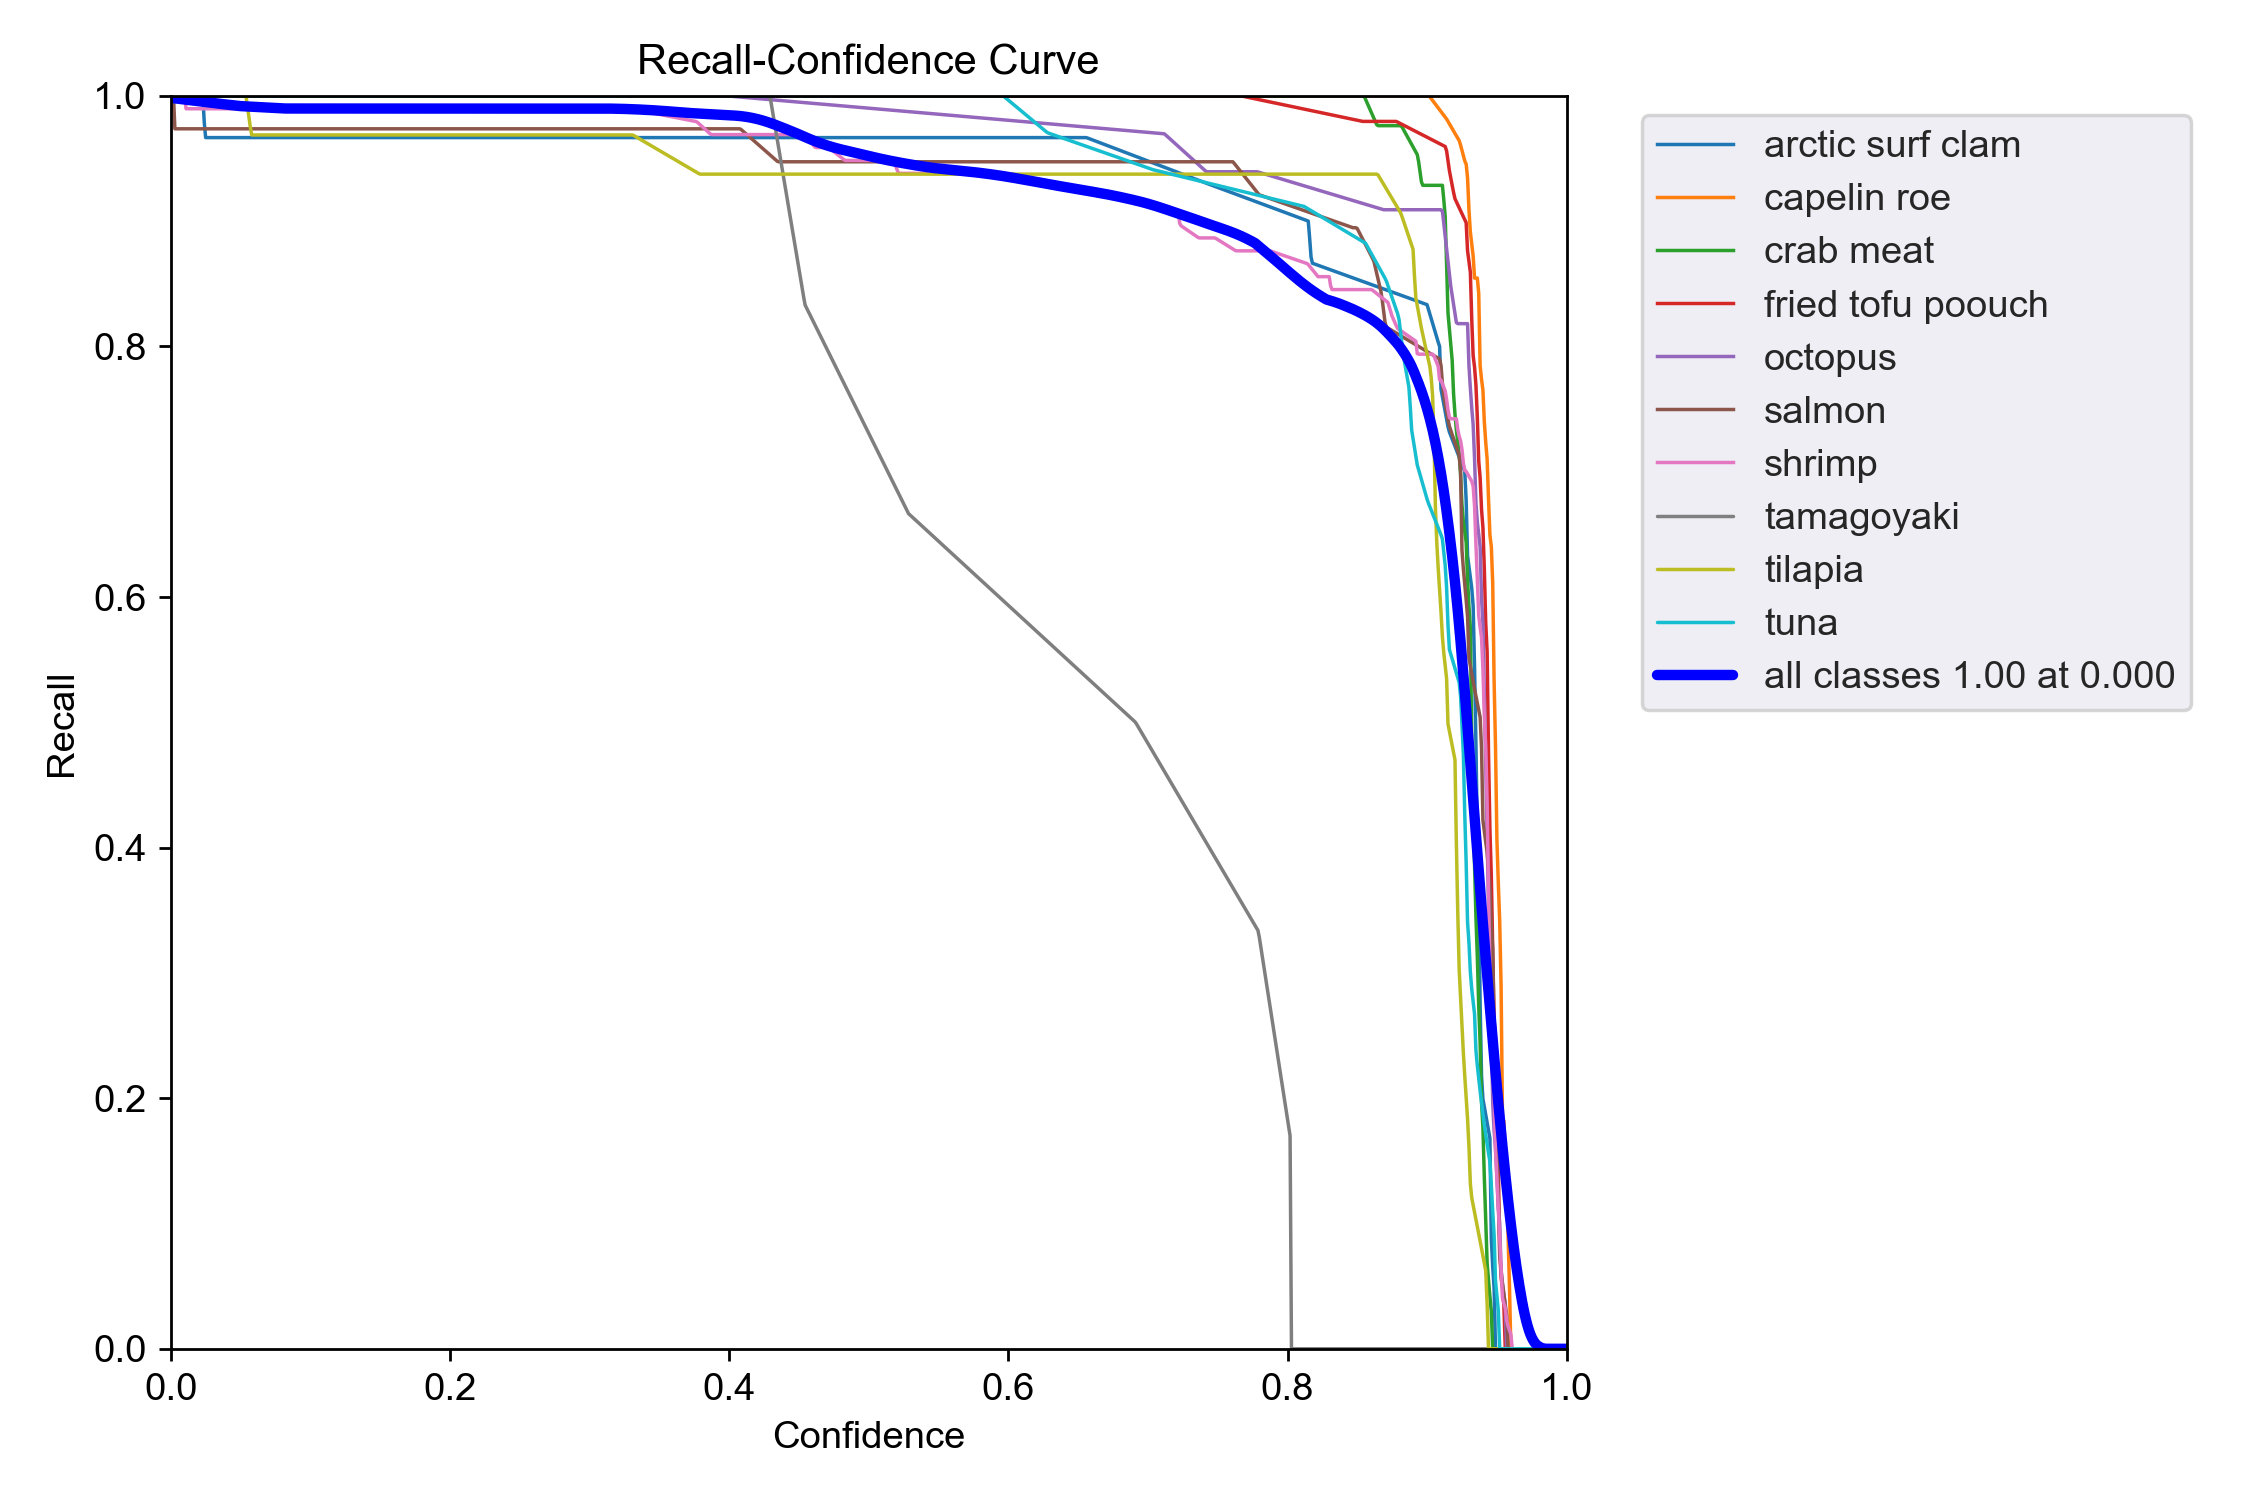 Recall-Confidence Curve
1.0
0.8
0.6
0.4
0.2
0.0
Recall
0.0 0.2 0.4 0.6 0.8 1.0
Confidence
arctic surf clam
capelin roe
crab meat
fried tofu poouch
octopus
salmon
shrimp
tamagoyaki
tilapia
tuna
all classes 1.00 at 0.000